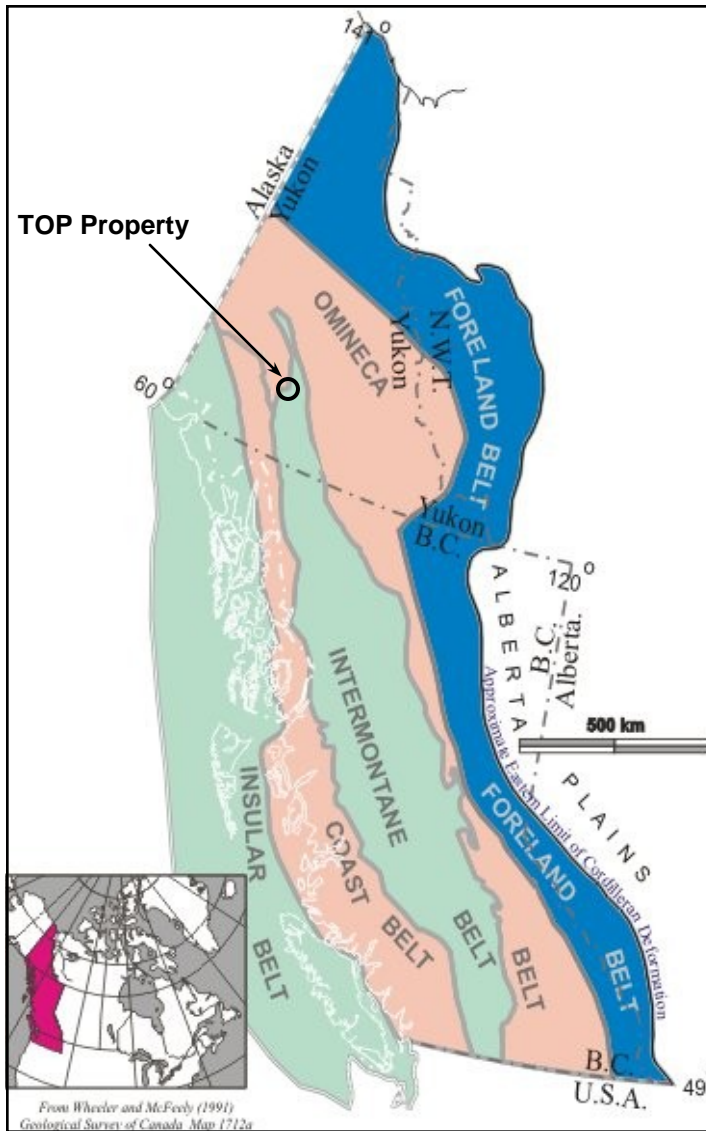 141°
Alaska
Yukon
TOP Property
OMINECA
Yukon
N.W.T.
FORELAND BELT
60°
Yukon
B.C.
120°
ALBERTA PLAINS
B.C.
Alberta.
Approximate Eastern Limit of Cordilleran Deformation
500 km
INTERMONTANE
BELT
INSULAR
BELT
COAST
BELT
BELT
FORELAND
BELT
B.C.
U.S.A.
49
From Wheeler and McFeely (1991)
Geological Survey of Canada Map 1712a